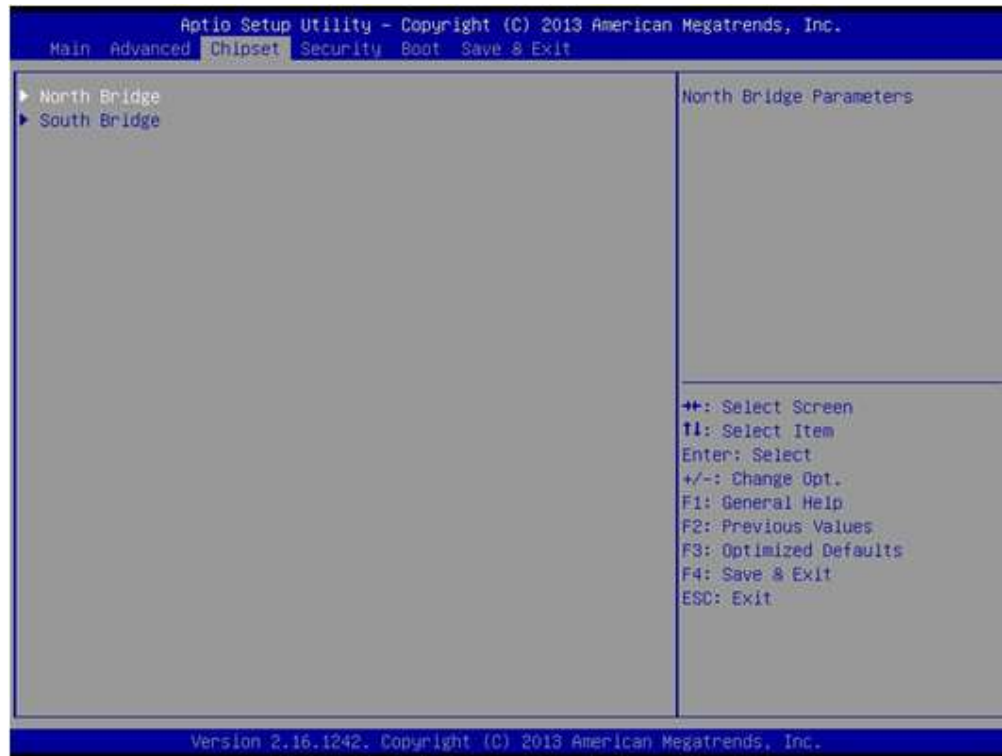 Aptio Setup Utility – Copyright (C) 2013 American Megatrends, Inc.
Main Advanced Chipset Security Boot Save & Exit
▶ North Bridge
▶ South Bridge
North Bridge Parameters
→←: Select Screen
↑↓: Select Item
Enter: Select
+/-: Change Opt.
F1: General Help
F2: Previous Values
F3: Optimized Defaults
F4: Save & Exit
ESC: Exit
Version 2.16.1242. Copyright (C) 2013 American Megatrends, Inc.